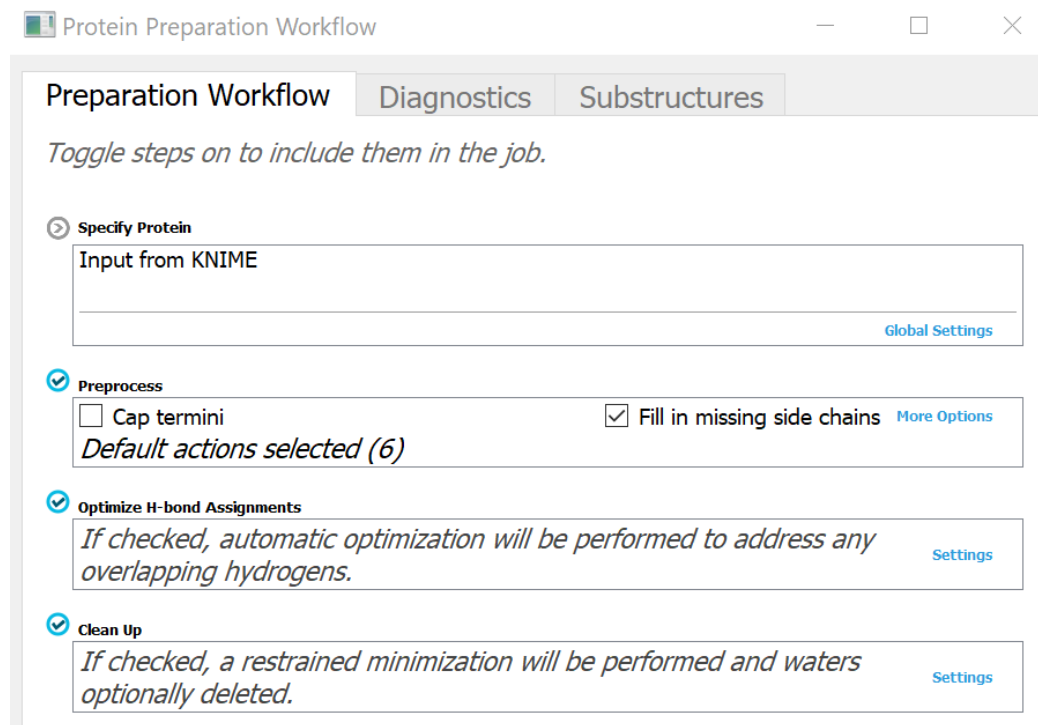 Protein Preparation Workflow
Preparation Workflow Diagnostics Substructures
Toggle steps on to include them in the job.
Specify Protein
Input from KNIME
Global Settings
Preprocess
Cap termini Fill in missing side chains More Options
Default actions selected (6)
Optimize H-bond Assignments
If checked, automatic optimization will be performed to address any
overlapping hydrogens.
Settings
Clean Up
If checked, a restrained minimization will be performed and waters
optionally deleted.
Settings